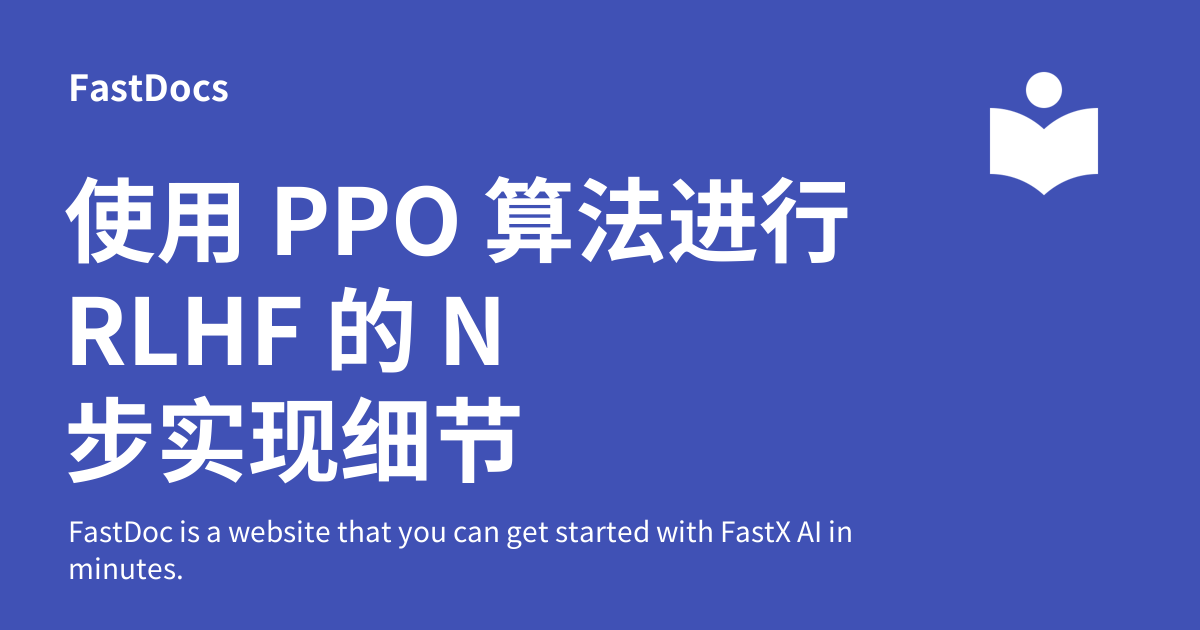 FastDocs
使用 PPO 算法进行
RLHF 的 N
步实现细节
FastDoc is a website that you can get started with FastX AI in
minutes.